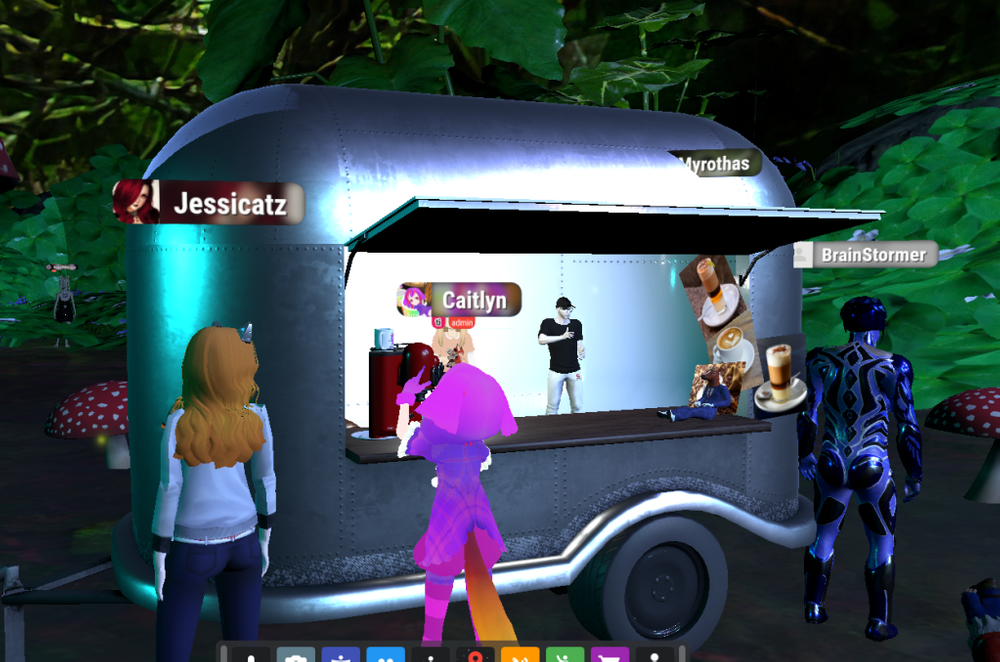 Myrothas
Jessicatz
BrainStormer
Caitlyn
admin